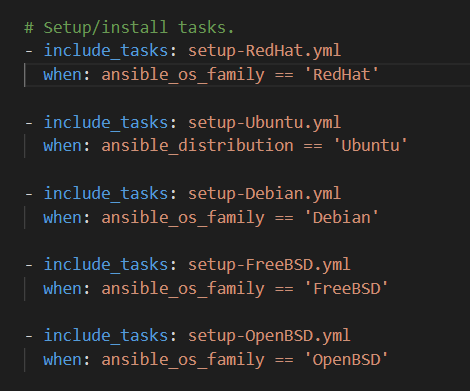 # Setup/install tasks.
- include_tasks: setup-RedHat.yml
  when: ansible_os_family == 'RedHat'

- include_tasks: setup-Ubuntu.yml
  when: ansible_distribution == 'Ubuntu'

- include_tasks: setup-Debian.yml
  when: ansible_os_family == 'Debian'

- include_tasks: setup-FreeBSD.yml
  when: ansible_os_family == 'FreeBSD'

- include_tasks: setup-OpenBSD.yml
  when: ansible_os_family == 'OpenBSD'